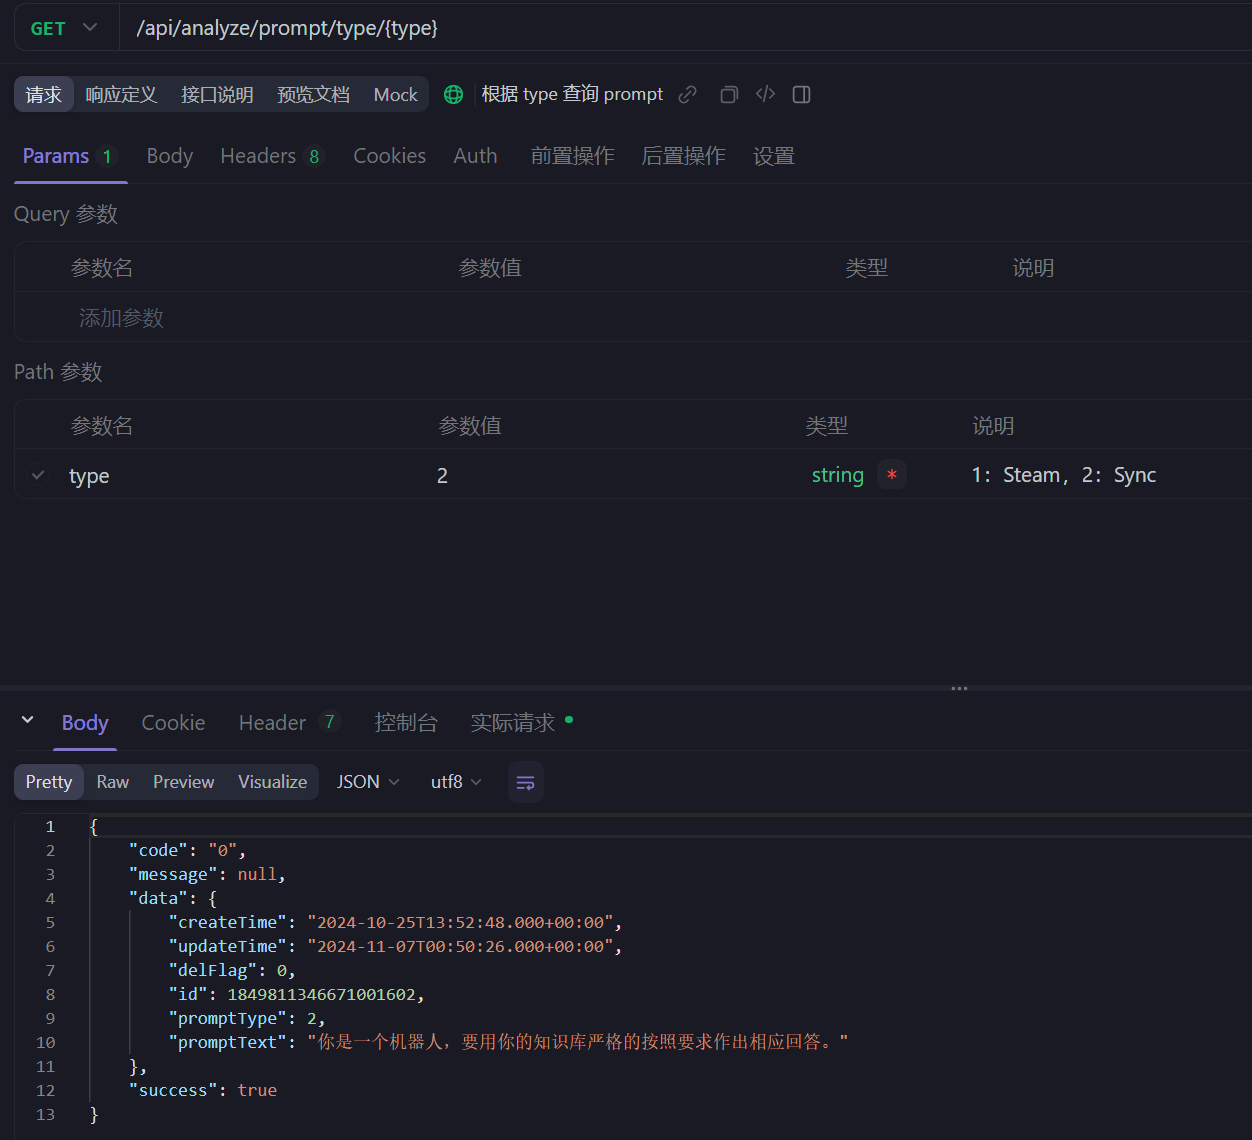 GET /api/analyze/prompt/type/{type}
请求 响应定义 接口说明 预览文档 Mock 根据 type 查询 prompt
Params 1 Body Headers 8 Cookies Auth 前置操作 后置操作 设置
Query 参数
参数名 参数值 类型 说明
添加参数
Path 参数
参数名 参数值 类型 说明
type 2 string * 1：Steam，2：Sync
Body Cookie Header 7 控制台 实际请求
Pretty Raw Preview Visualize JSON utf8
1 {
2 "code": "0",
3 "message": null,
4 "data": {
5 "createTime": "2024-10-25T13:52:48.000+00:00",
6 "updateTime": "2024-11-07T00:50:26.000+00:00",
7 "delFlag": 0,
8 "id": 1849811346671001602,
9 "promptType": 2,
10 "promptText": "你是一个机器人，要用你的知识库严格的按照要求作出相应回答。"
11 },
12 "success": true
13 }